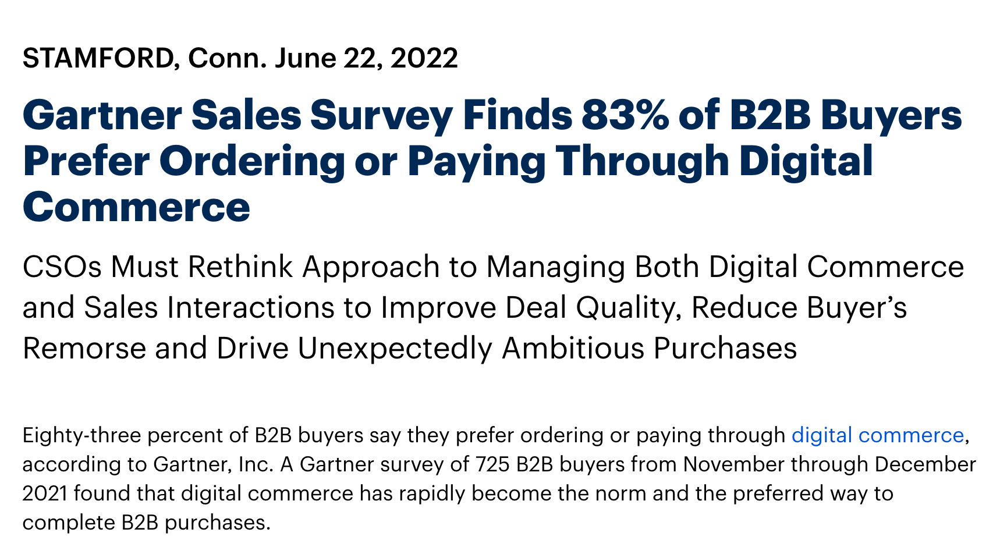 STAMFORD, Conn. June 22, 2022
Gartner Sales Survey Finds 83% of B2B Buyers
Prefer Ordering or Paying Through Digital
Commerce
CSOs Must Rethink Approach to Managing Both Digital Commerce
and Sales Interactions to Improve Deal Quality, Reduce Buyer’s
Remorse and Drive Unexpectedly Ambitious Purchases
Eighty-three percent of B2B buyers say they prefer ordering or paying through digital commerce,
according to Gartner, Inc. A Gartner survey of 725 B2B buyers from November through December
2021 found that digital commerce has rapidly become the norm and the preferred way to
complete B2B purchases.